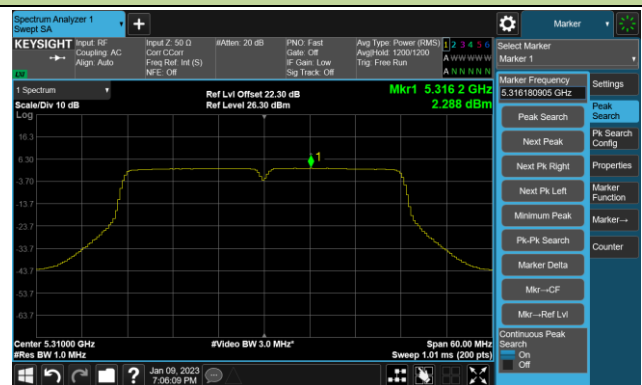 Spectrum Analyzer 1
Swept SA
+
Marker
KEYSIGHT
Input: RF
Coupling: AC
Align: Auto
Input Z: 50 Ω
Corr CCorr
Freq Ref: Int (S)
NFE: Off
#Atten: 20 dB
PNO: Fast
Gate: Off
IF Gain: Low
Sig Track: Off
Avg Type: Power (RMS)
Avg|Hold: 1200/1200
Trig: Free Run
1 2 3 4 5 6
A W W W W W
A N N N N N
Select Marker
Marker 1
LW
1 Spectrum
Scale/Div 10 dB
Log
Ref Lvl Offset 22.30 dB
Ref Level 26.30 dBm
Mkr1 5.316 2 GHz
2.288 dBm
1
16.3
6.30
-3.70
-13.7
-23.7
-33.7
-43.7
-53.7
-63.7
Center 5.31000 GHz
#Res BW 1.0 MHz
#Video BW 3.0 MHz*
Span 60.00 MHz
Sweep 1.01 ms (200 pts)
Marker Frequency
5.316180905 GHz
Peak Search
Next Peak
Next Pk Right
Next Pk Left
Minimum Peak
Pk-Pk Search
Marker Delta
Mkr→CF
Mkr→Ref Lvl
Continuous Peak
Search
On
Off
Settings
Peak
Search
Pk Search
Config
Properties
Marker
Function
Marker→
Counter
?
Jan 09, 2023
7:06:09 PM